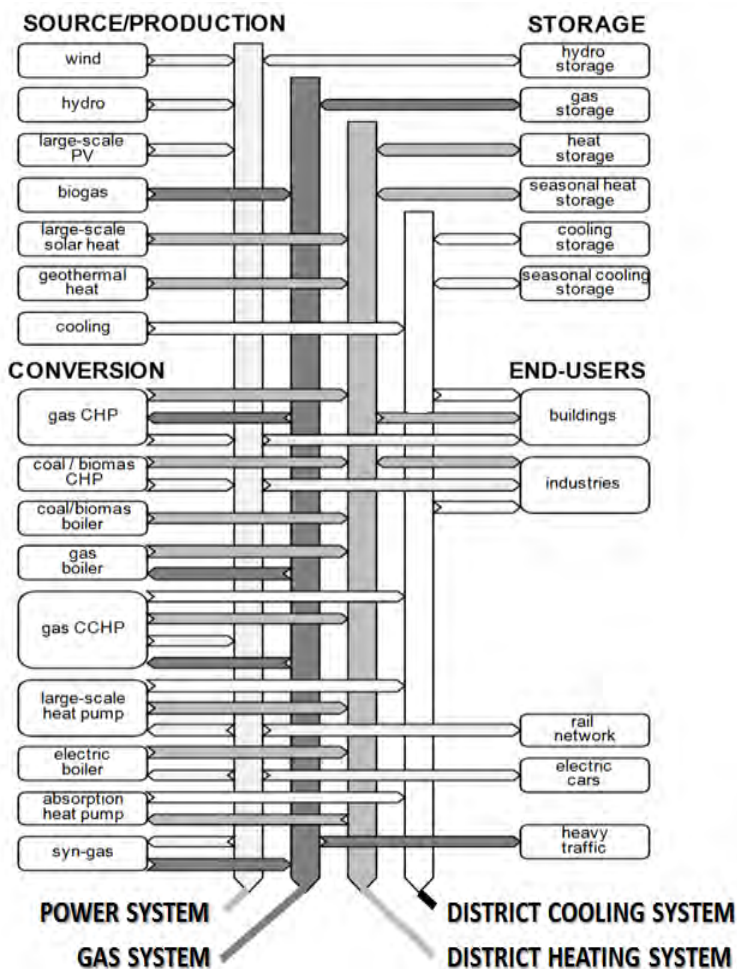 SOURCE/PRODUCTION
wind
hydro
large-scale
PV
biogas
large-scale
solar heat
geothermal
heat
cooling
STORAGE
hydro
storage
gas
storage
heat
storage
seasonal heat
storage
cooling
storage
seasonal cooling
storage
CONVERSION
gas CHP
coal / biomas
CHP
coal/biomas
boiler
gas
boiler
gas CCHP
large-scale
heat pump
electric
boiler
absorption
heat pump
syn-gas
END-USERS
buildings
industries
rail
network
electric
cars
heavy
traffic
POWER SYSTEM
GAS SYSTEM
DISTRICT COOLING SYSTEM
DISTRICT HEATING SYSTEM